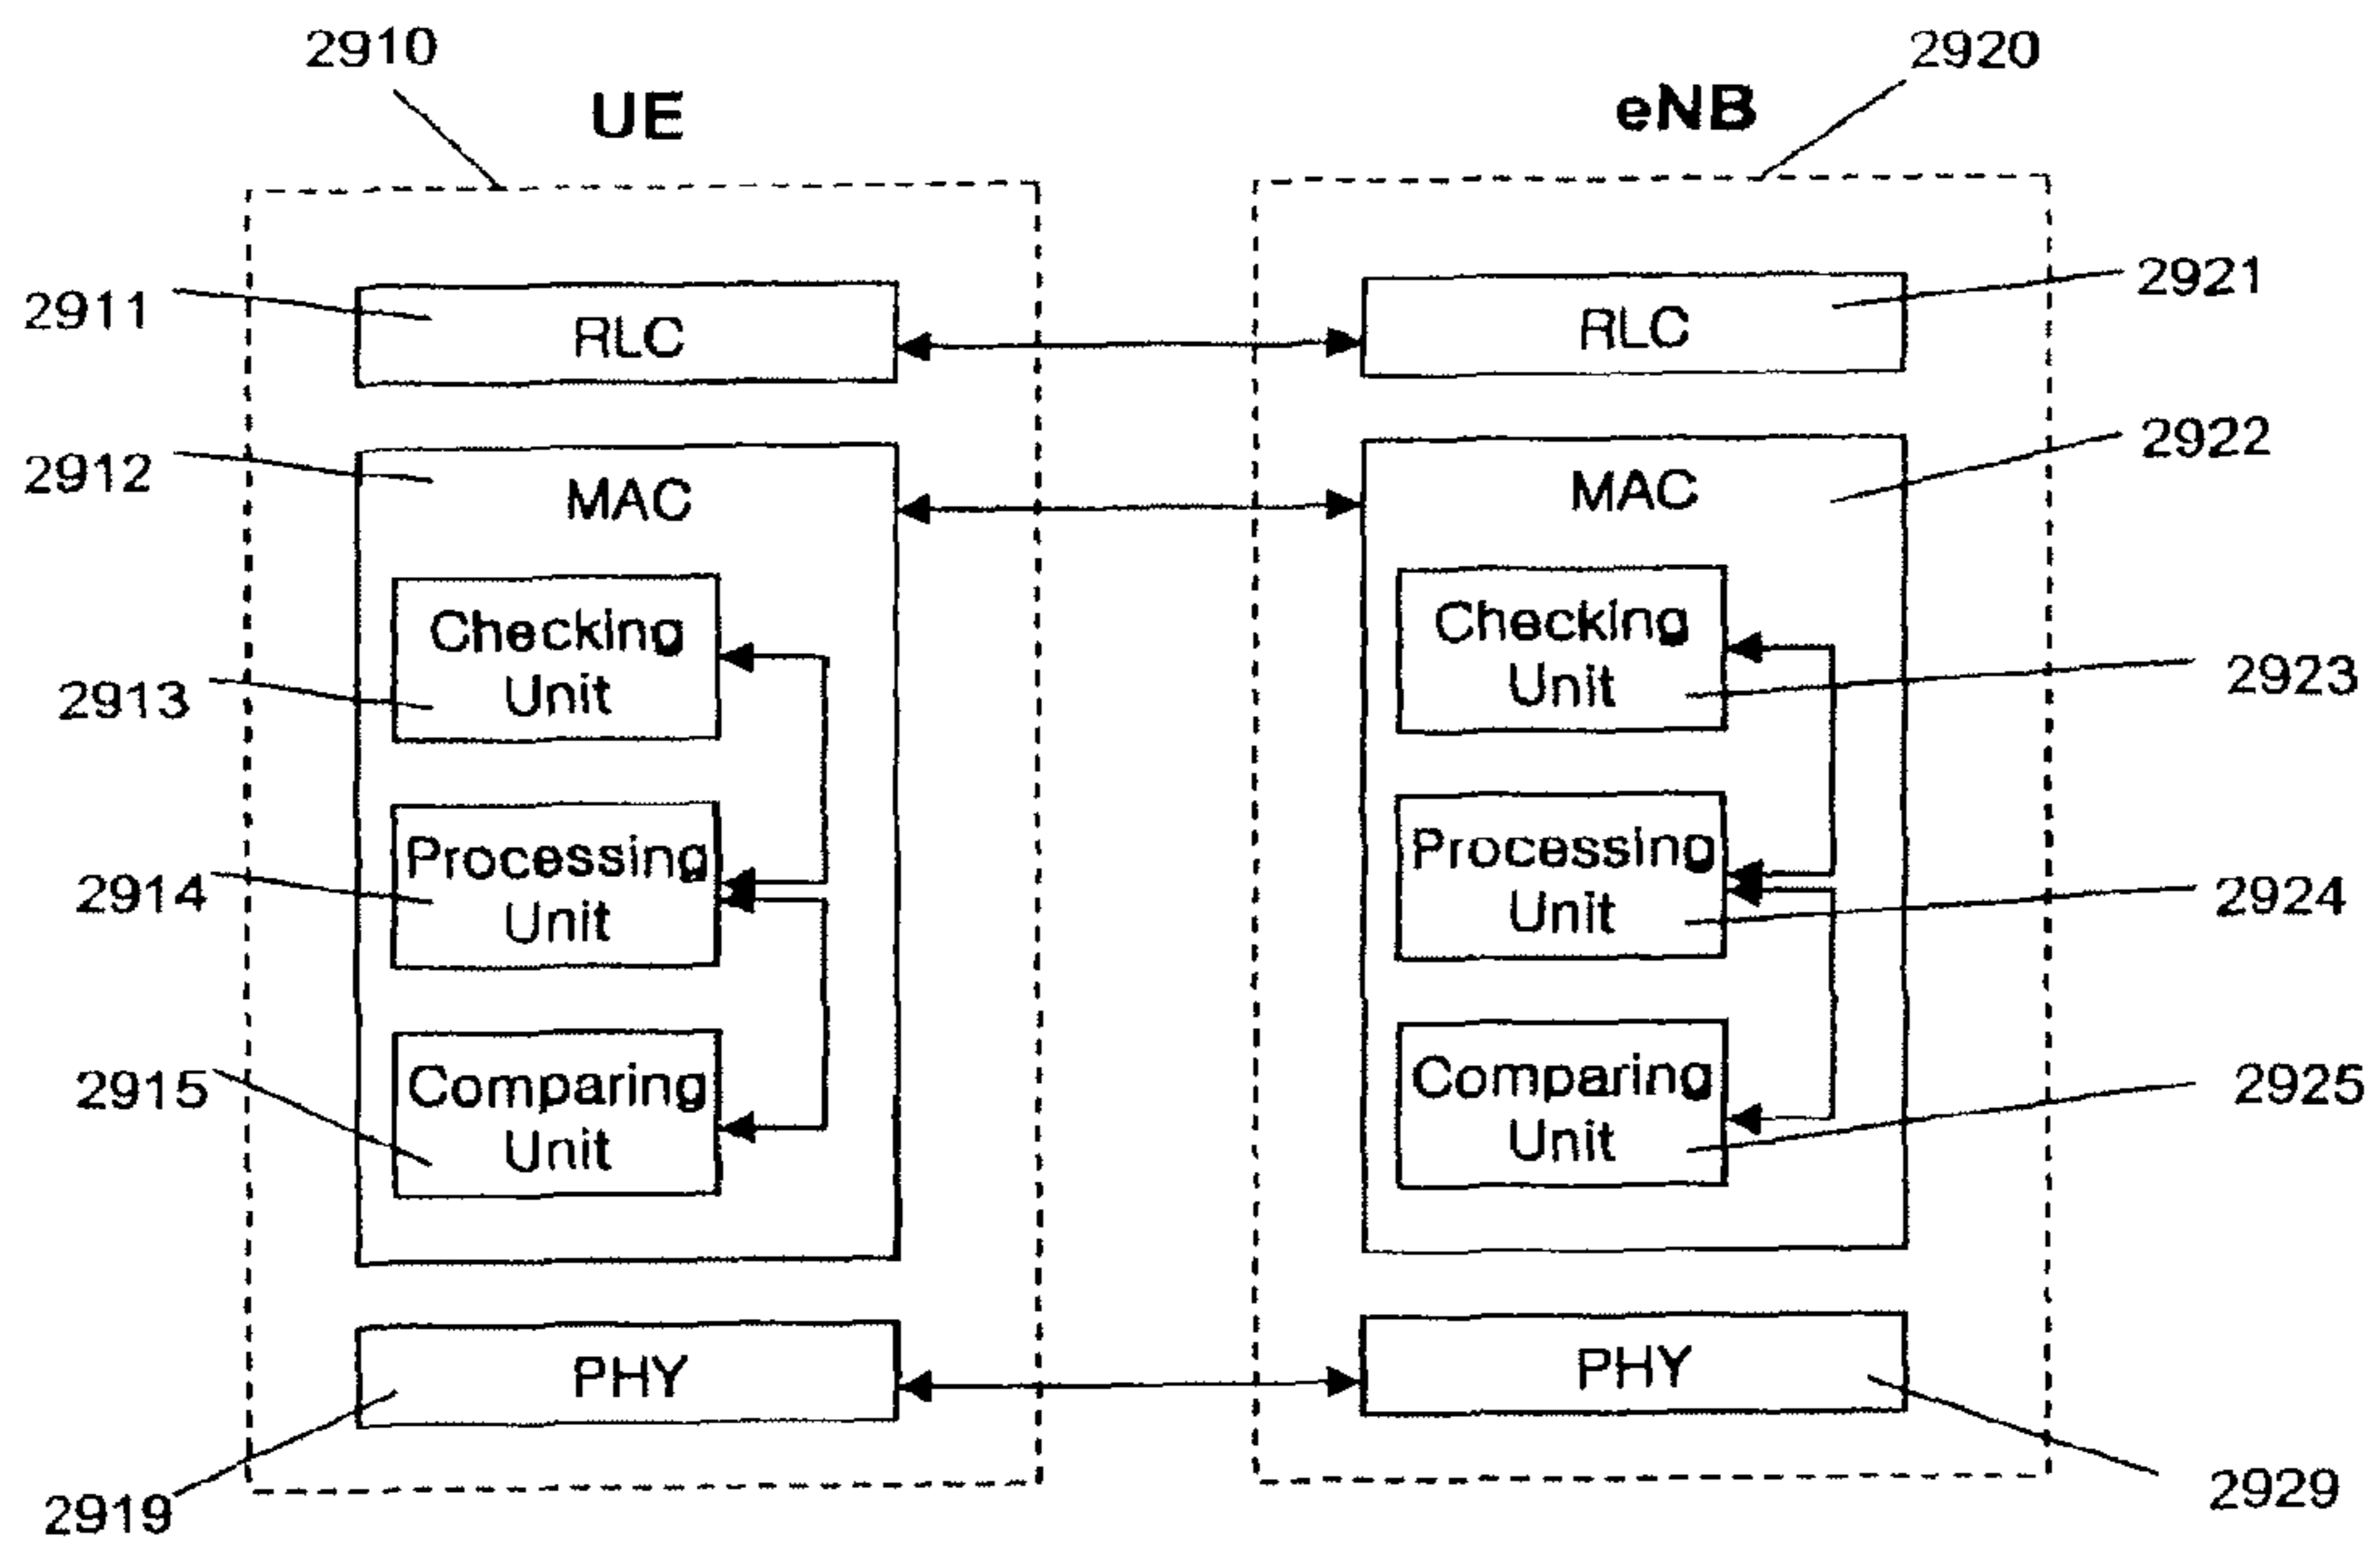 2910
UE
2920
eNB
2911
RLC
RLC
2921
2912
MAC
MAC
2922
Checking
Unit
Checking
Unit
2913
2923
Processing
Unit
Processing
Unit
2914
2924
Comparing
Unit
Comparing
Unit
2915
2925
PHY
PHY
2919
2929